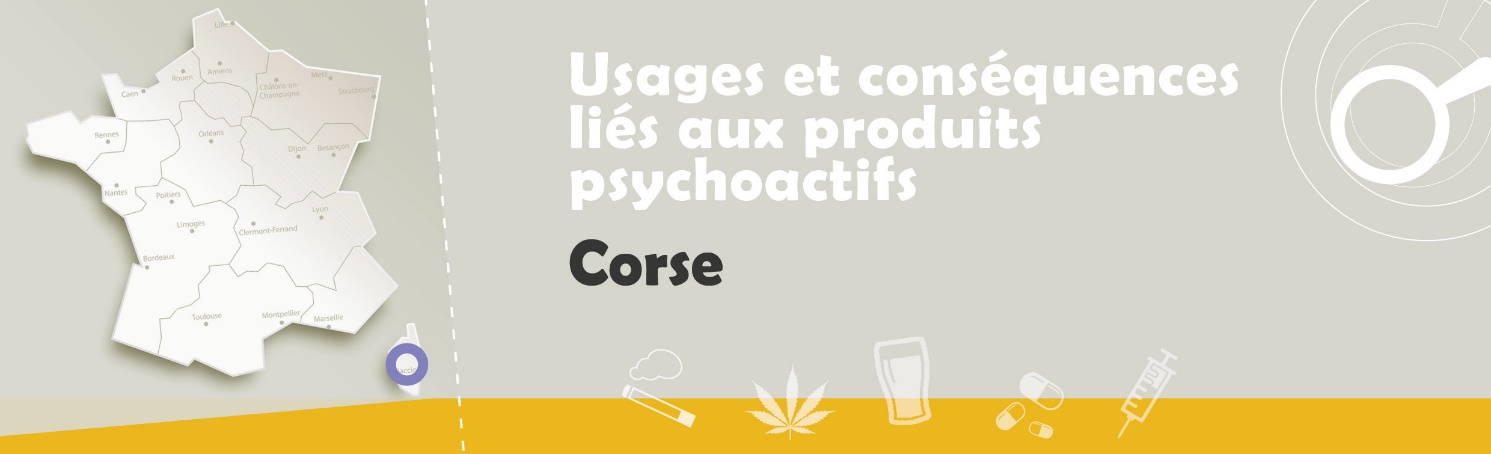 Usages et conséquences
liés aux produits
psychoactifs
Corse
Lille
Rouen
Amiens
Caen
Châlons-en-
Champagne
Metz
Strasbourg
Rennes
Orléans
Dijon
Besançon
Nantes
Poitiers
Limoges
Lyon
Clermont-Ferrand
Bordeaux
Toulouse
Montpellier
Marseille